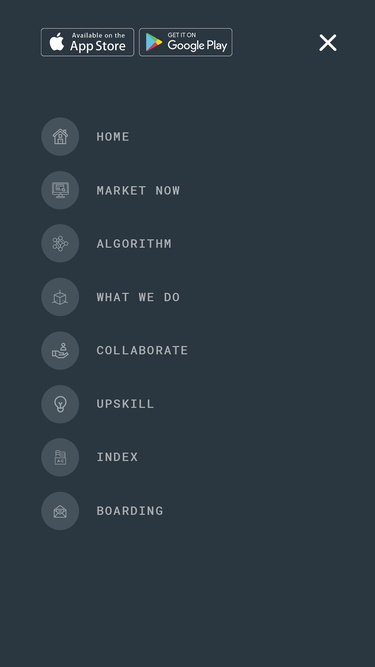 Available on the
App Store
GET IT ON
Google Play
HOME
MARKET NOW
ALGORITHM
WHAT WE DO
COLLABORATE
UPSKILL
INDEX
BOARDING